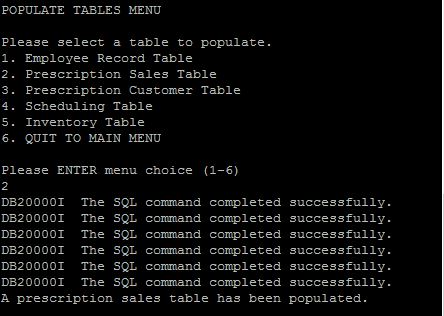 POPULATE TABLES MENU
Please select a table to populate.
1. Employee Record Table
2. Prescription Sales Table
3. Prescription Customer Table
4. Scheduling Table
5. Inventory Table
6. QUIT TO MAIN MENU
Please ENTER menu choice (1-6)
2
DB20000I  The SQL command completed successfully.
DB20000I  The SQL command completed successfully.
DB20000I  The SQL command completed successfully.
DB20000I  The SQL command completed successfully.
DB20000I  The SQL command completed successfully.
DB20000I  The SQL command completed successfully.
A prescription sales table has been populated.